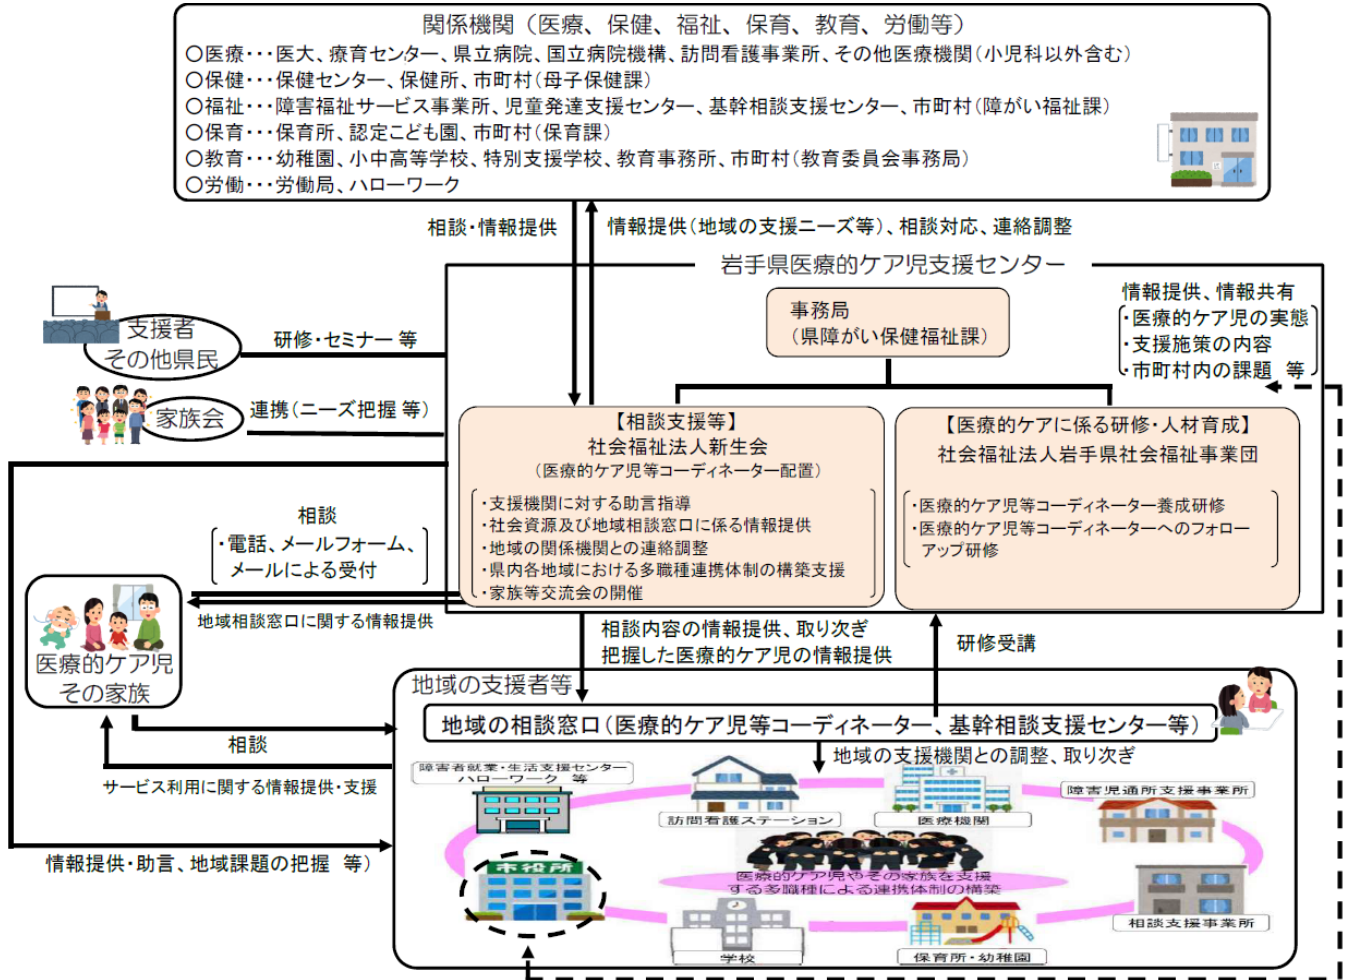 関係機関（医療、保健、福祉、保育、教育、労働等）
○医療・・・医大、療育センター、県立病院、国立病院機構、訪問看護事業所、その他医療機関（小児科以外含む）
○保健・・・保健センター、保健所、市町村（母子保健課）
○福祉・・・障害福祉サービス事業所、児童発達支援センター、基幹相談支援センター、市町村（障がい福祉課）
○保育・・・保育所、認定こども園、市町村（保育課）
○教育・・・幼稚園、小中高等学校、特別支援学校、教育事務所、市町村（教育委員会事務局）
○労働・・・労働局、ハローワーク
相談・情報提供
情報提供（地域の支援ニーズ等）、相談対応、連絡調整
岩手県医療的ケア児支援センター
事務局
（県障がい保健福祉課）
情報提供、情報共有
・医療的ケア児の実態
・支援施策の内容
・市町村内の課題 等
支援者
その他県民
研修・セミナー 等
家族会
連携（ニーズ把握 等）
【相談支援等】
社会福祉法人新生会
（医療的ケア児等コーディネーター配置）
・支援機関に対する助言指導
・社会資源及び地域相談窓口に係る情報提供
・地域の関係機関との連絡調整
・県内各地域における多職種連携体制の構築支援
・家族等交流会の開催
【医療的ケアに係る研修・人材育成】
社会福祉法人岩手県社会福祉事業団
・医療的ケア児等コーディネーター養成研修
・医療的ケア児等コーディネーターへのフォロー
アップ研修
相談
・電話、メールフォーム、
メールによる受付
地域相談窓口に関する情報提供
医療的ケア児
その家族
相談内容の情報提供、取り次ぎ
把握した医療的ケア児の情報提供
研修受講
地域の支援者等
地域の相談窓口（医療的ケア児等コーディネーター、基幹相談支援センター等）
相談
サービス利用に関する情報提供・支援
地域の支援機関との調整、取り次ぎ
障害者就業・生活支援センター
ハローワーク 等
訪問看護ステーション
医療機関
障害児通所支援事業所
情報提供・助言、地域課題の把握 等）
市役所
医療的ケア児やその家族を支援
する多職種による連携体制の構築
相談支援事業所
学校
保育所・幼稚園